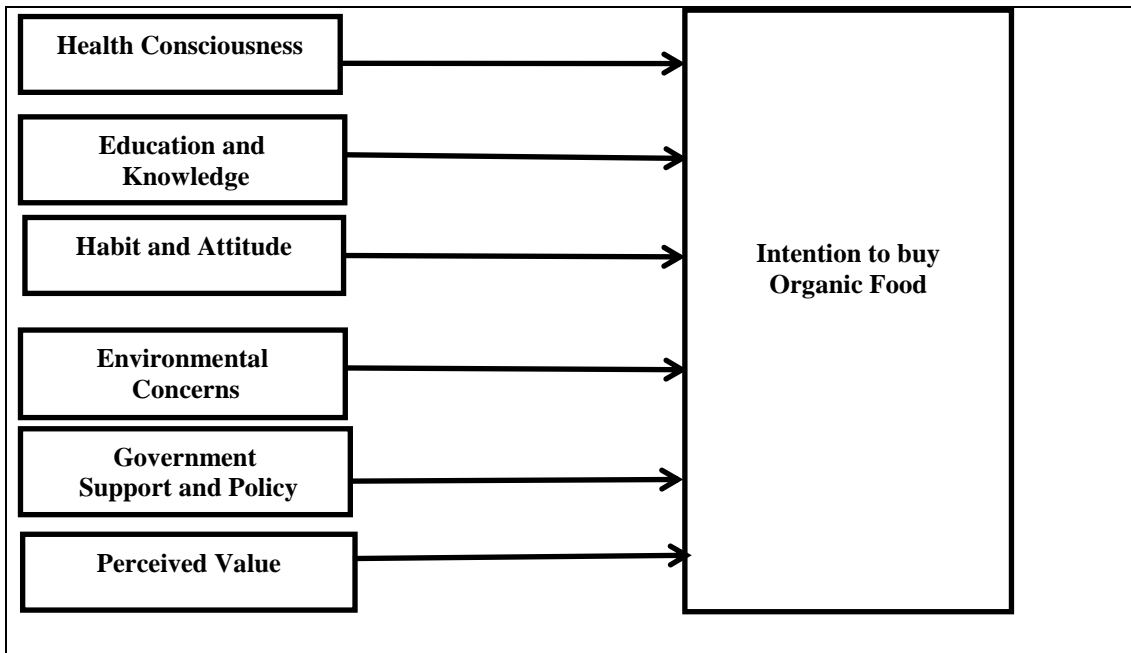 Health Consciousness
Education and
Knowledge
Habit and Attitude
Environmental
Concerns
Government
Support and Policy
Perceived Value
Intention to buy
Organic Food